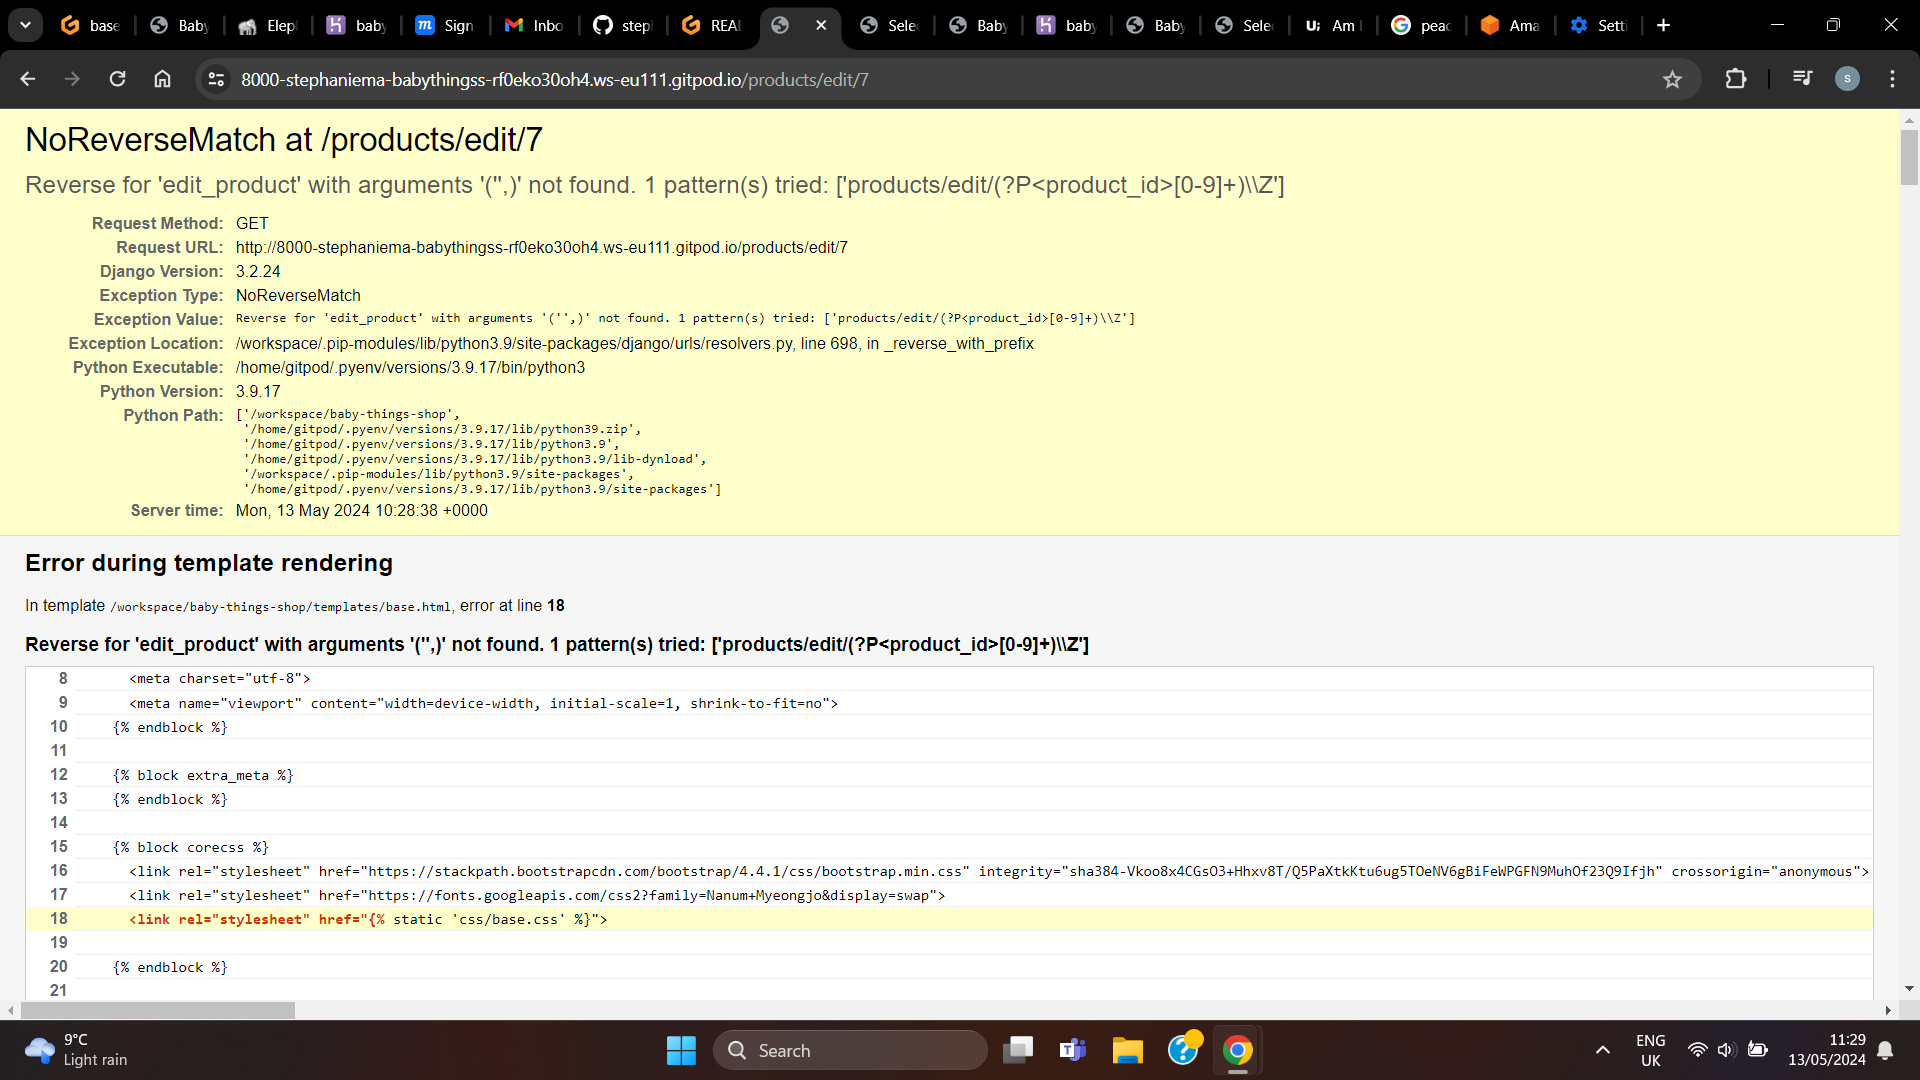 base
Baby
Elep
baby
Sign
Inbo
step
REA
Sele
Baby
baby
Baby
Sele
Am
peac
Ama
Setti
8000-stephaniema-babythingss-rf0eko30oh4.ws-eu111.gitpod.io/products/edit/7
S
NoReverseMatch at /products/edit/7
Reverse for 'edit_product' with arguments '('',)' not found. 1 pattern(s) tried: ['products/edit/(?P<product_id>[0-9]+)\\Z']
Request Method: GET
Request URL: http://8000-stephaniema-babythingss-rf0eko30oh4.ws-eu111.gitpod.io/products/edit/7
Django Version: 3.2.24
Exception Type: NoReverseMatch
Exception Value: Reverse for 'edit_product' with arguments '('',)' not found. 1 pattern(s) tried: ['products/edit/(?P<product_id>[0-9]+)\\Z']
Exception Location: /workspace/.pip-modules/lib/python3.9/site-packages/django/urls/resolvers.py, line 698, in _reverse_with_prefix
Python Executable: /home/gitpod/.pyenv/versions/3.9.17/bin/python3
Python Version: 3.9.17
Python Path: ['/workspace/baby-things-shop',
'/home/gitpod/.pyenv/versions/3.9.17/lib/python39.zip',
'/home/gitpod/.pyenv/versions/3.9.17/lib/python3.9',
'/home/gitpod/.pyenv/versions/3.9.17/lib/python3.9/lib-dynload',
'/workspace/.pip-modules/lib/python3.9/site-packages',
'/home/gitpod/.pyenv/versions/3.9.17/lib/python3.9/site-packages']
Server time: Mon, 13 May 2024 10:28:38 +0000
Error during template rendering
In template /workspace/baby-things-shop/templates/base.html, error at line 18
Reverse for 'edit_product' with arguments '('',)' not found. 1 pattern(s) tried: ['products/edit/(?P<product_id>[0-9]+)\\Z']
8 <meta charset="utf-8">
9 <meta name="viewport" content="width=device-width, initial-scale=1, shrink-to-fit=no">
10 {% endblock %}
11
12 {% block extra_meta %}
13 {% endblock %}
14
15 {% block corecss %}
16 <link rel="stylesheet" href="https://stackpath.bootstrapcdn.com/bootstrap/4.4.1/css/bootstrap.min.css" integrity="sha384-Vkoo8x4CGsO3+Hhxv8T/Q5PaXtkKtu6ug5TOeNV6gBiFeWPGFN9MuhOf23Q9Ifjh" crossorigin="anonymous">
17 <link rel="stylesheet" href="https://fonts.googleapis.com/css2?family=Nanum+Myeongjo&display=swap">
18 <link rel="stylesheet" href="{% static 'css/base.css' %}">
19
20 {% endblock %}
21
9°C
Light rain
Search
ENG
UK
11:29
13/05/2024